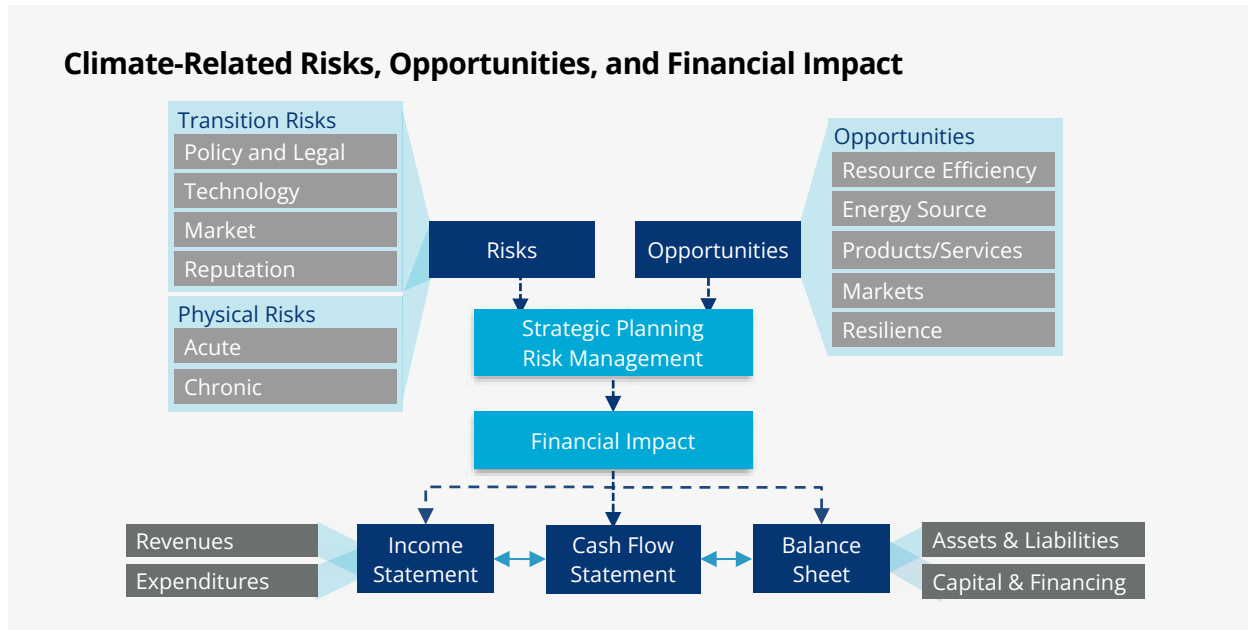 Climate-Related Risks, Opportunities, and Financial Impact
Transition Risks
Policy and Legal
Technology
Market
Reputation
Physical Risks
Acute
Chronic
Risks
Opportunities
Opportunities
Resource Efficiency
Energy Source
Products/Services
Markets
Resilience
Strategic Planning
Risk Management
Financial Impact
Revenues
Expenditures
Income
Statement
Cash Flow
Statement
Balance
Sheet
Assets & Liabilities
Capital & Financing